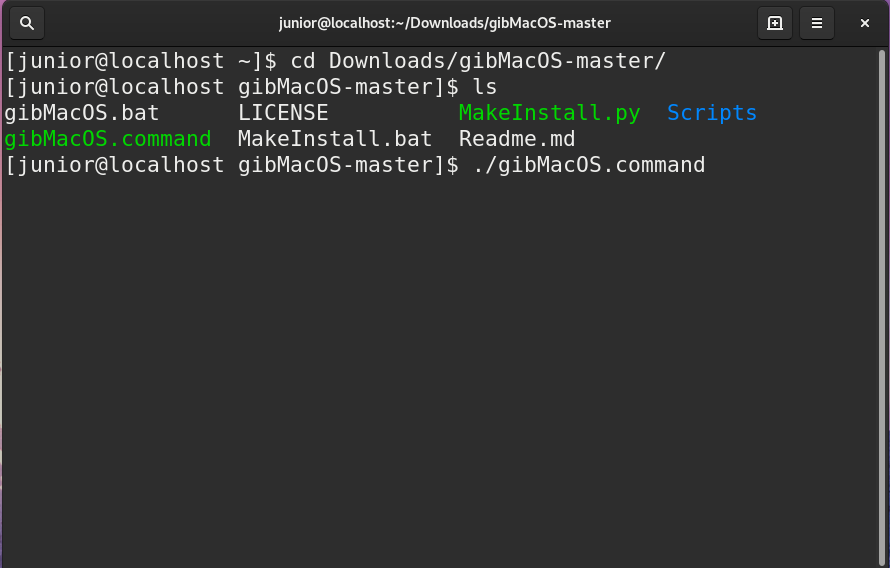 junior@localhost:~/Downloads/gibMacOS-master
[junior@localhost ~]$ cd Downloads/gibMacOS-master/
[junior@localhost gibMacOS-master]$ ls
gibMacOS.bat      LICENSE          MakeInstall.py  Scripts
gibMacOS.command  MakeInstall.bat  Readme.md
[junior@localhost gibMacOS-master]$ ./gibMacOS.command